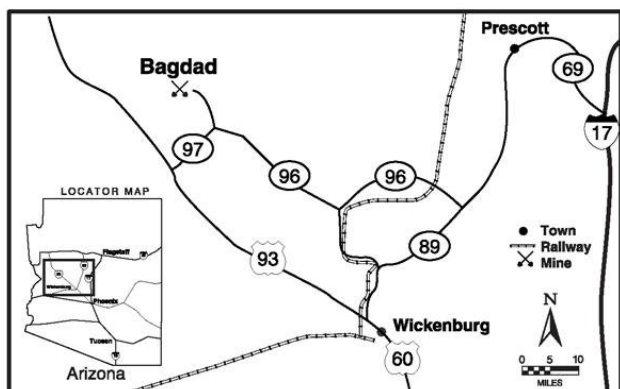 Prescott
Bagdad
69
17
97
96
96
LOCATOR MAP
Flagstaff
Wickenburg
Phoenix
Tucson
Arizona
93
89
Town
Railway
Mine
N
Wickenburg
60
0 5 10
MILES